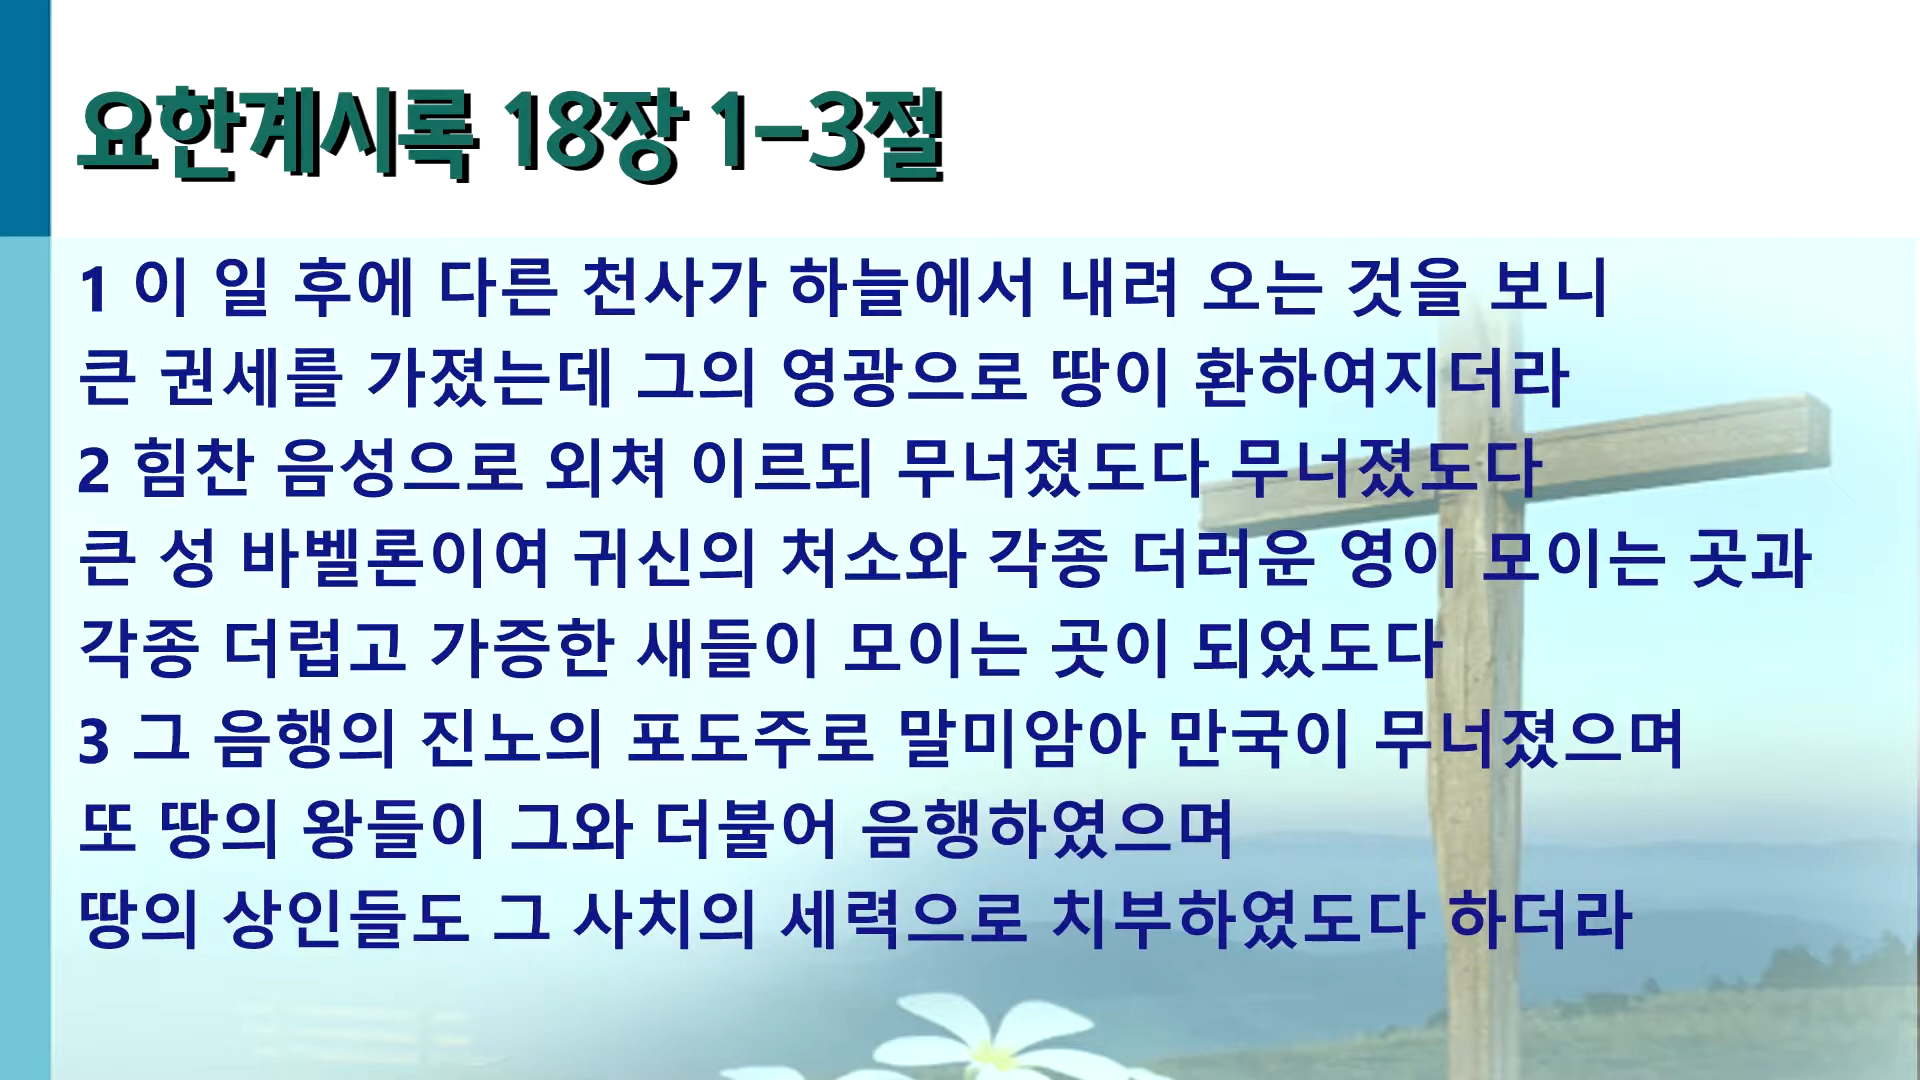 요한계시록 18장 1-3절
1 이 일 후에 다른 천사가 하늘에서 내려 오는 것을 보니
큰 권세를 가졌는데 그의 영광으로 땅이 환하여지더라
2 힘찬 음성으로 외쳐 이르되 무너졌도다 무너졌도다
큰 성 바벨론이여 귀신의 처소와 각종 더러운 영이 모이는 곳과
각종 더럽고 가증한 새들이 모이는 곳이 되었도다
3 그 음행의 진노의 포도주로 말미암아 만국이 무너졌으며
또 땅의 왕들이 그와 더불어 음행하였으며
땅의 상인들도 그 사치의 세력으로 치부하였도다 하더라